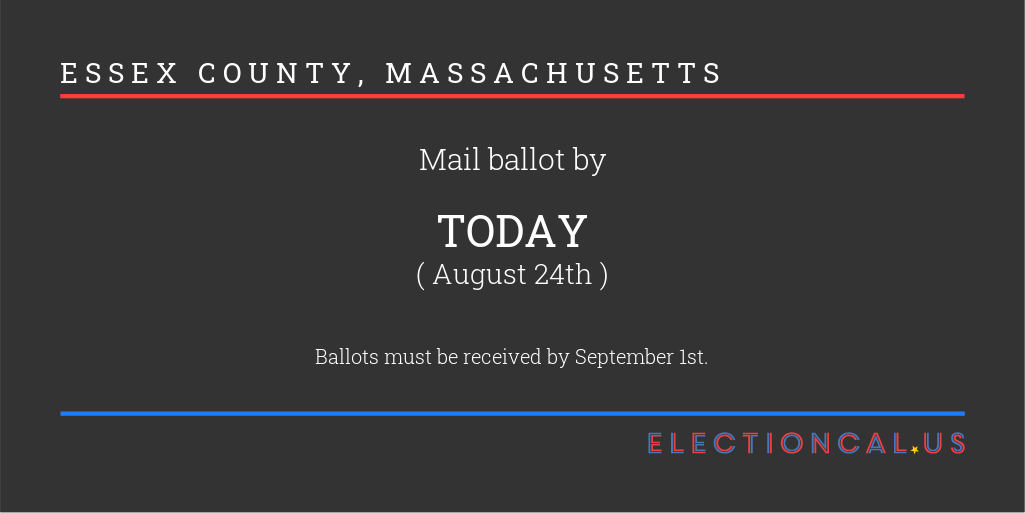 ESSEX COUNTY, MASSACHUSETTS
Mail ballot by
TODAY
( August 24th )
Ballots must be received by September 1st.
ELECTIONCAL.US